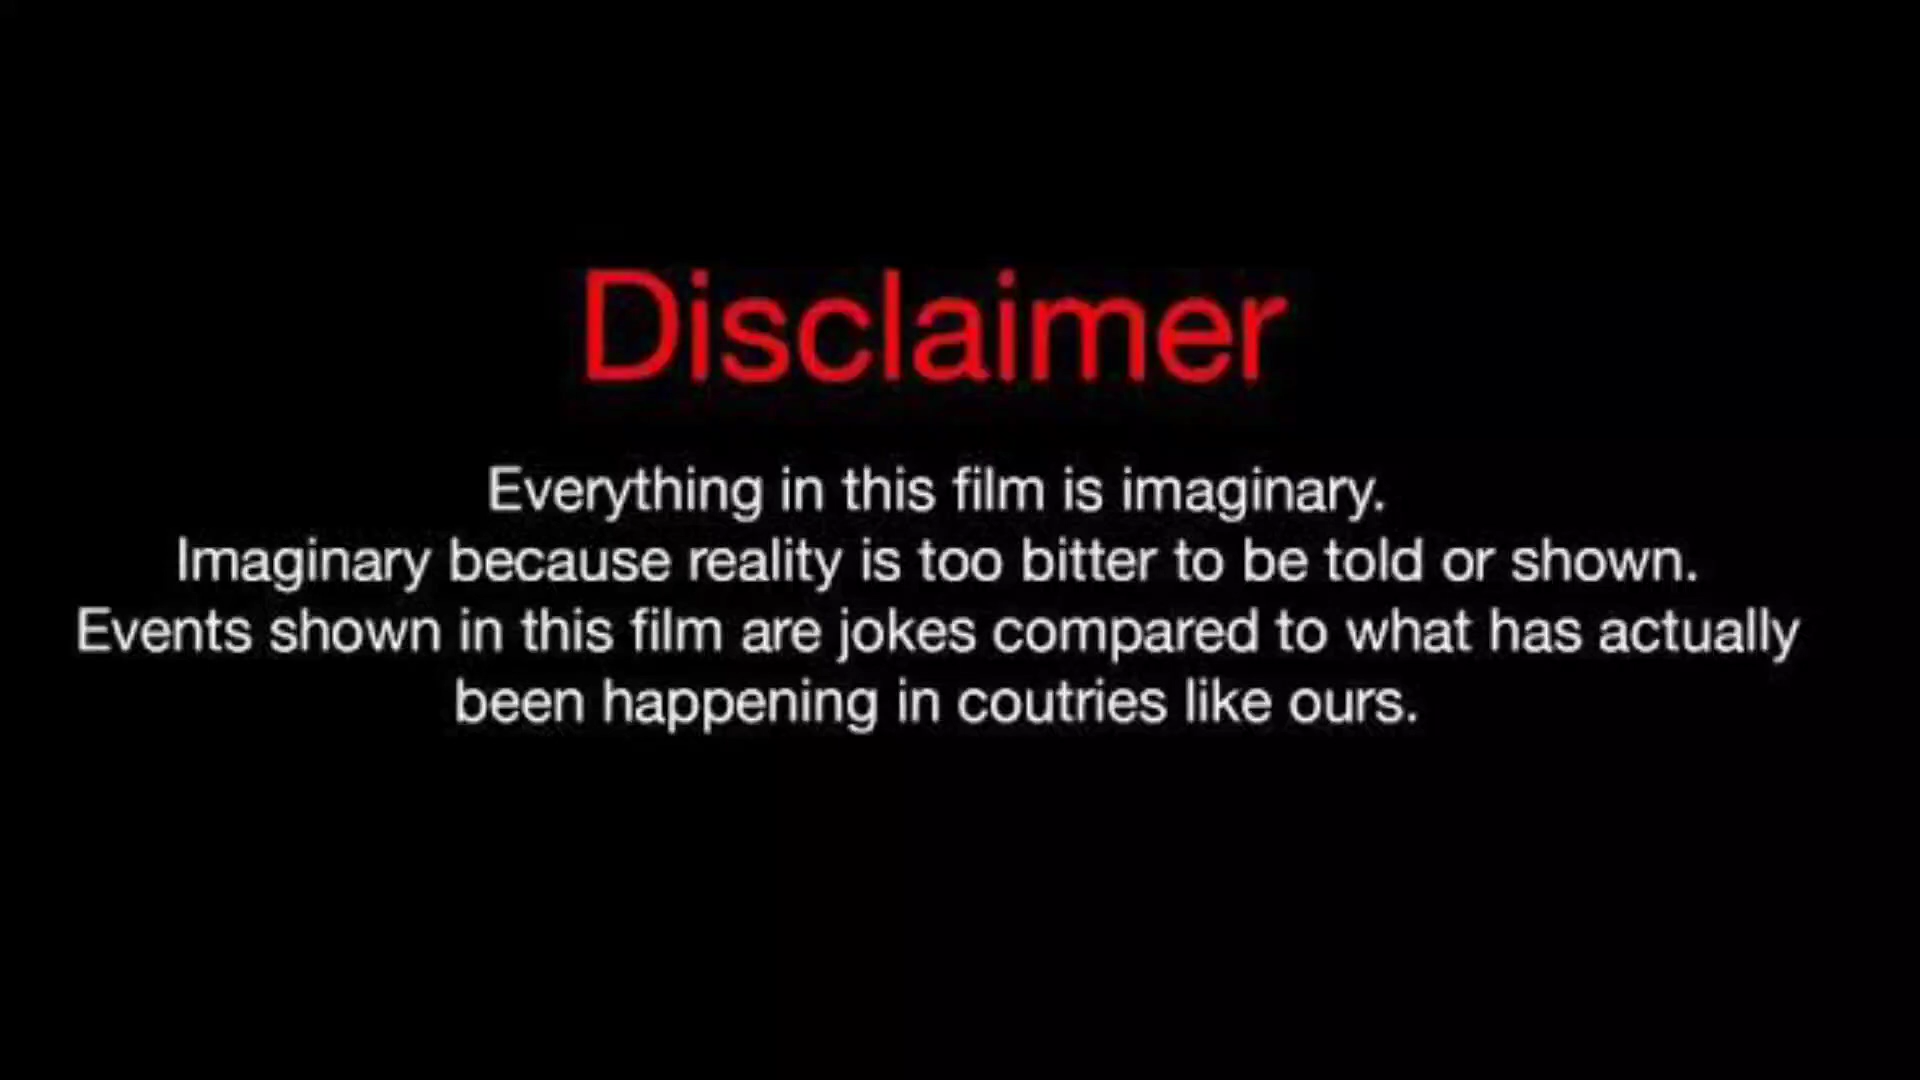 Disclaimer
Everything in this film is imaginary.
Imaginary because reality is too bitter to be told or shown.
Events shown in this film are jokes compared to what has actually
been happening in coutries like ours.